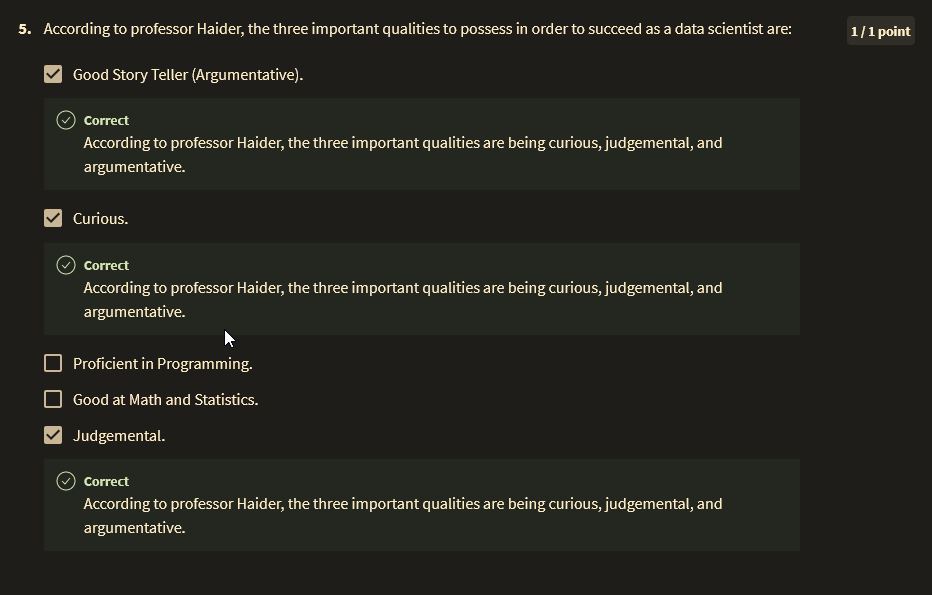 5. According to professor Haider, the three important qualities to possess in order to succeed as a data scientist are:
1 / 1 point
Good Story Teller (Argumentative).
Correct
According to professor Haider, the three important qualities are being curious, judgemental, and
argumentative.
Curious.
Correct
According to professor Haider, the three important qualities are being curious, judgemental, and
argumentative.
Proficient in Programming.
Good at Math and Statistics.
Judgemental.
Correct
According to professor Haider, the three important qualities are being curious, judgemental, and
argumentative.